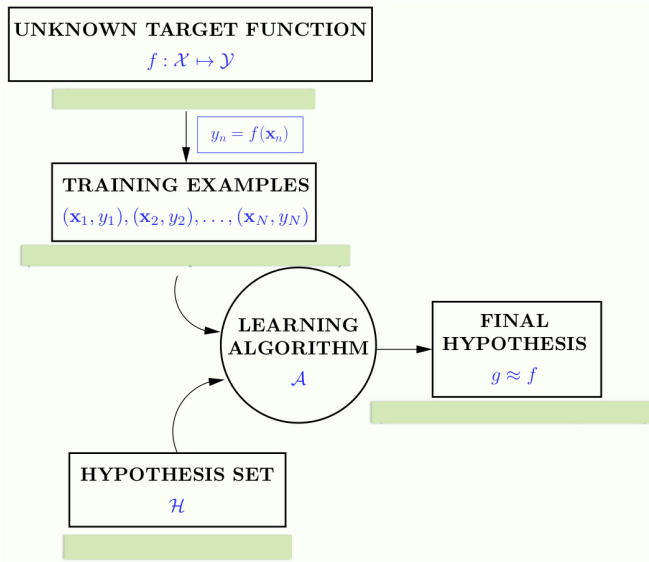 UNKNOWN TARGET FUNCTION
f : 𝒳 ↦ 𝒴
yₙ = f(𝐱ₙ)
TRAINING EXAMPLES
(𝐱₁, y₁), (𝐱₂, y₂), . . . , (𝐱_N, y_N)
LEARNING
ALGORITHM
𝒜
FINAL
HYPOTHESIS
g ≈ f
HYPOTHESIS SET
ℋ